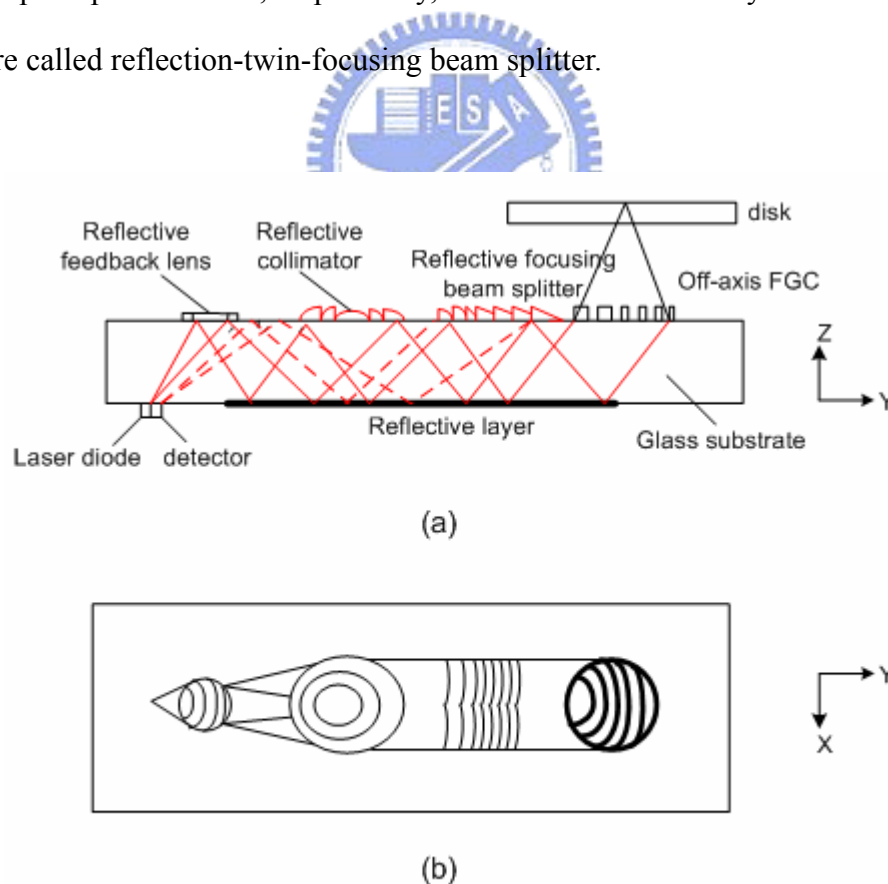 re called reflection-twin-focusing beam splitter.
E S A
disk
Reflective
feedback lens
Reflective
collimator
Reflective focusing
beam splitter
Off-axis FGC
Z
Y
Reflective layer
Glass substrate
Laser diode
detector
(a)
Y
X
(b)